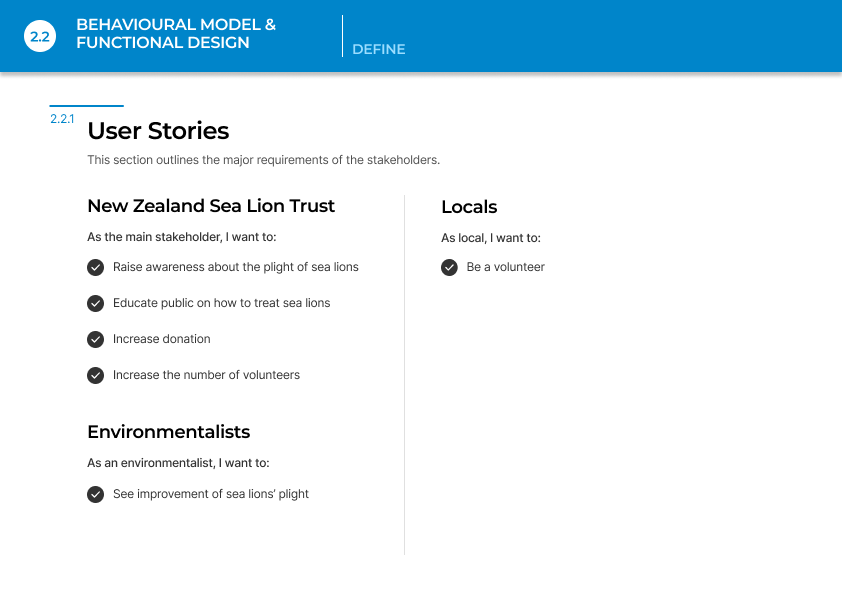 2.2
BEHAVIOURAL MODEL &
FUNCTIONAL DESIGN
DEFINE
2.2.1
User Stories
This section outlines the major requirements of the stakeholders.
New Zealand Sea Lion Trust
As the main stakeholder, I want to:
Raise awareness about the plight of sea lions
Educate public on how to treat sea lions
Increase donation
Increase the number of volunteers
Environmentalists
As an environmentalist, I want to:
See improvement of sea lions’ plight
Locals
As local, I want to:
Be a volunteer